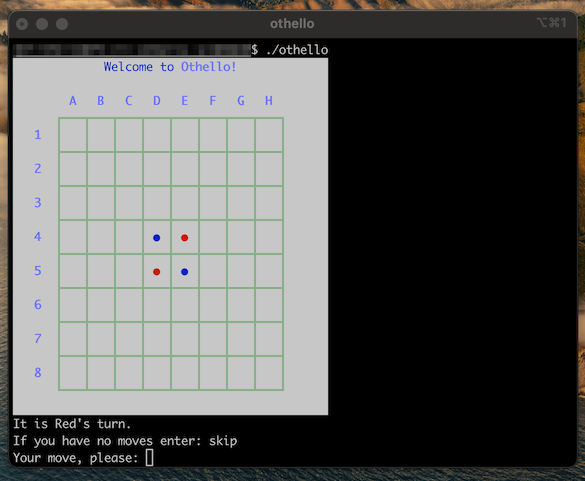 othello
⌥⌘1
$ ./othello
Welcome to Othello!
A B C D E F G H
1
2
3
4
5
6
7
8
It is Red's turn.
If you have no moves enter: skip
Your move, please: